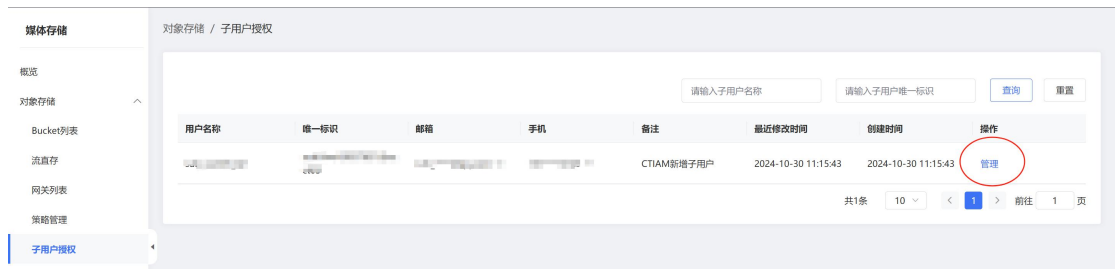 媒体存储
对象存储 / 子用户授权
概览
请输入子用户名称 请输入子用户唯一标识 查询 重置
对象存储
用户名称 唯一标识 邮箱 手机 备注 最近修改时间 创建时间 操作
Bucket列表
CTIAM新增子用户 2024-10-30 11:15:43 2024-10-30 11:15:43 管理
流直存
网关列表
共1条 10 1 前往 1 页
策略管理
子用户授权